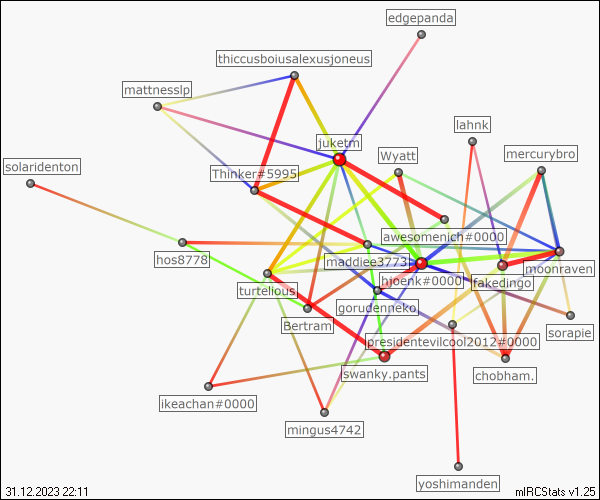 edgepanda
thiccusboiusalexusjoneus
mattnesslp
lahnk
juketm
Wyatt
mercurybro
solaridenton
Thinker#5995
awesomenich#0000
hos8778
maddiee3773
moonraven
hjoenk#0000
fakedingo
turtelious
gorudenneko.
Bertram
sorapie
presidentevilcool2012#0000
swanky.pants
chobham.
ikeachan#0000
mingus4742
yoshimanden
31.12.2023 22:11
mIRCStats v1.25